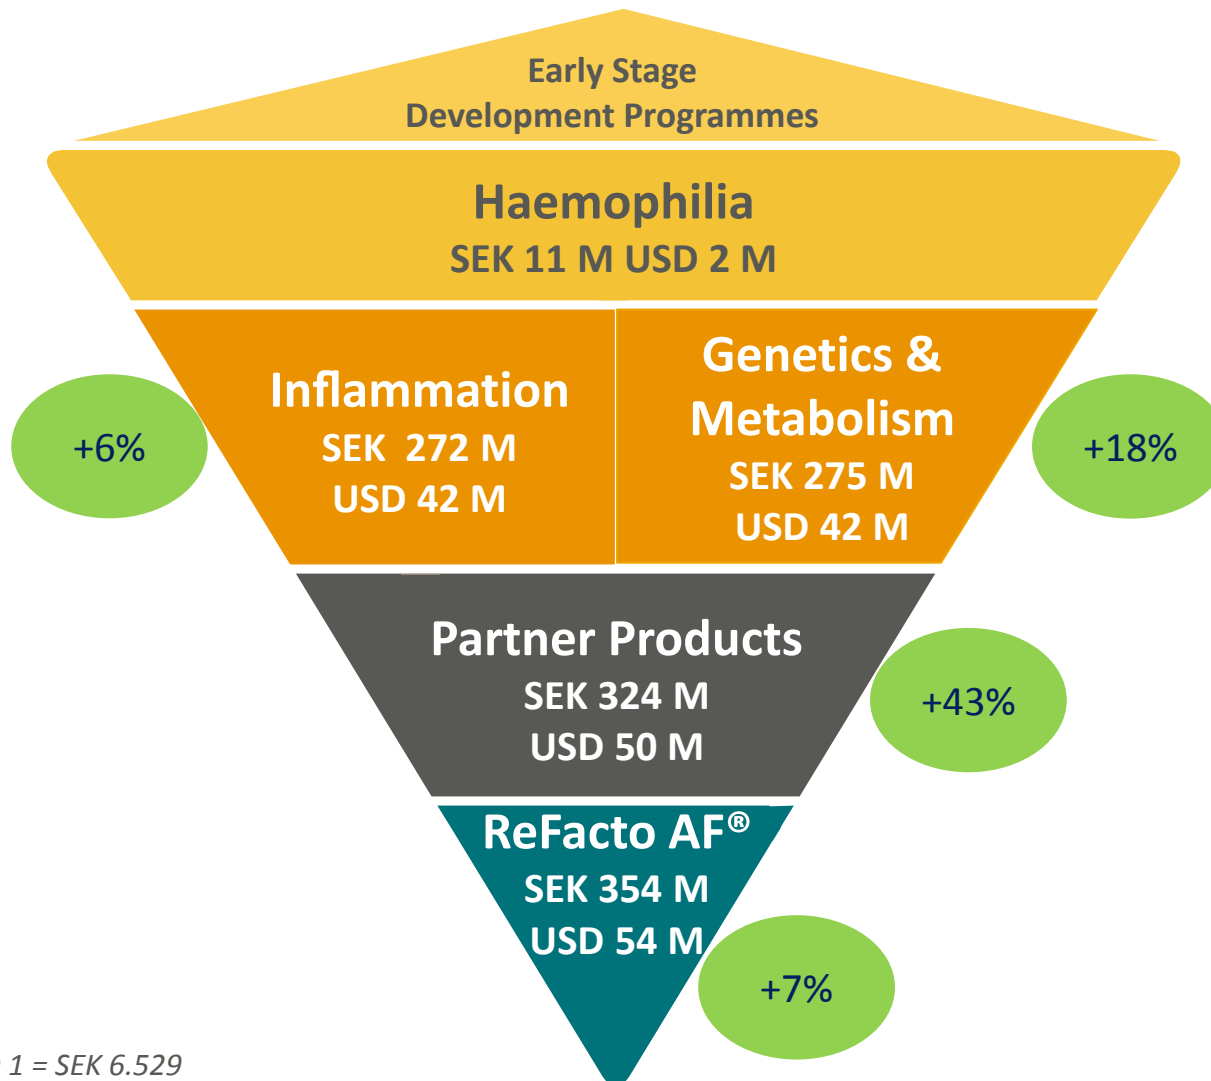 Early Stage
Development Programmes
Haemophilia
SEK 11 M USD 2 M
Inflammation
SEK 272 M
USD 42 M
Genetics &
Metabolism
SEK 275 M
USD 42 M
+6%
+18%
Partner Products
SEK 324 M
USD 50 M
+43%
ReFacto AF®
SEK 354 M
USD 54 M
+7%
1 = SEK 6.529